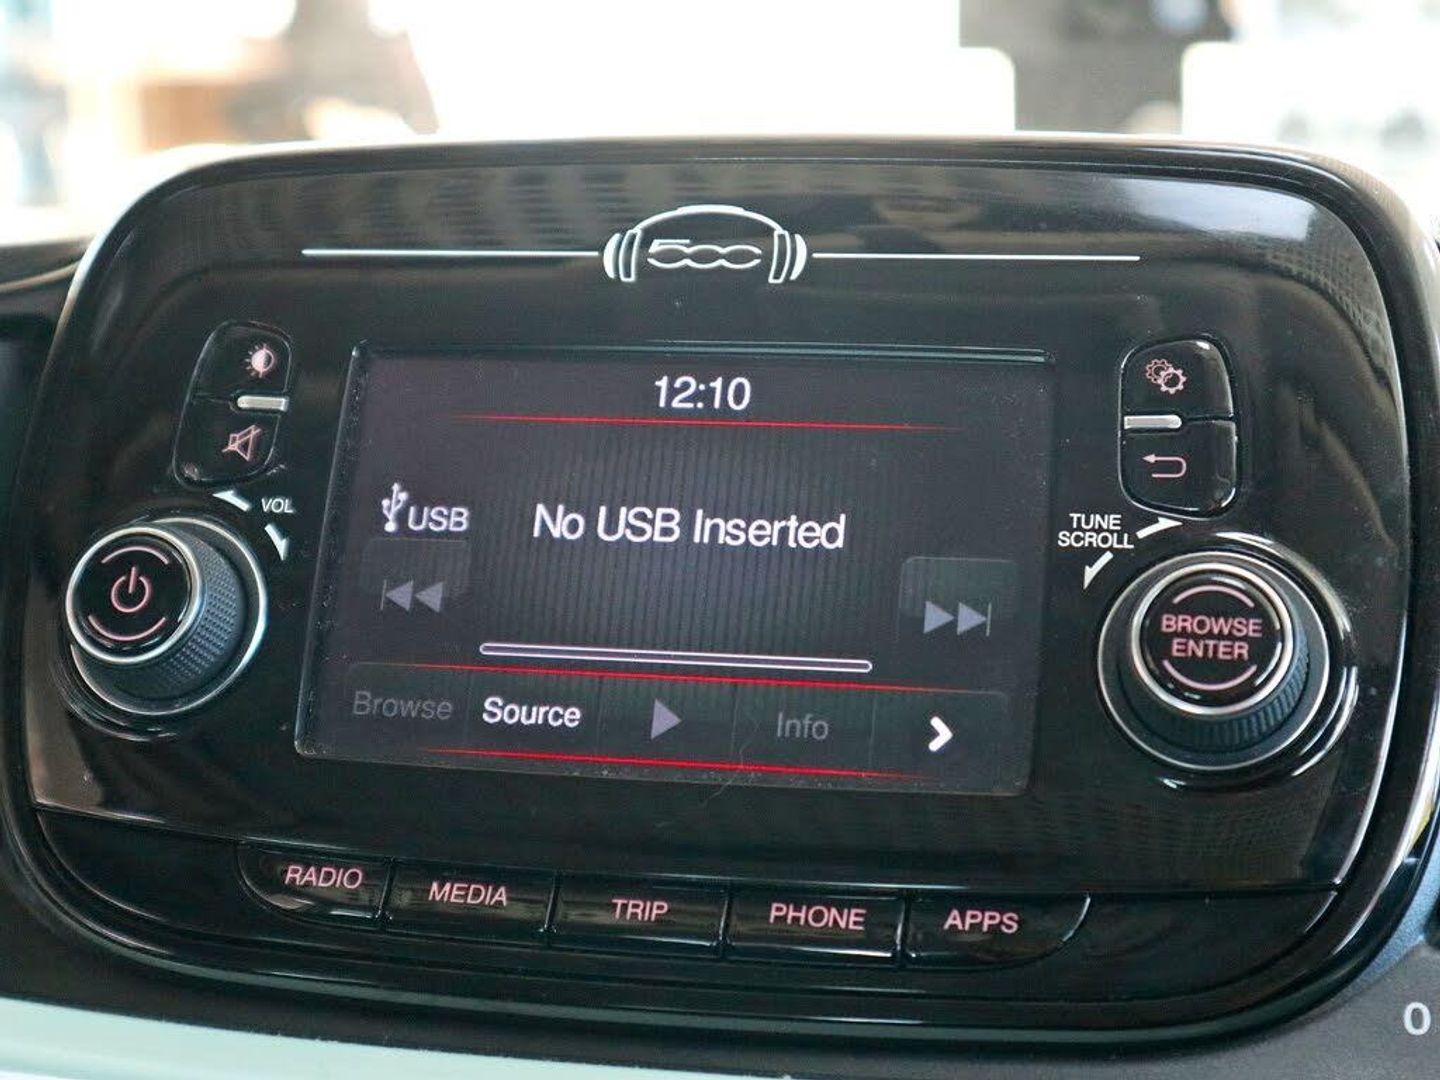 500
12:10
VOL
USB
No USB Inserted
TUNE
SCROLL
BROWSE
ENTER
Browse Source Info
RADIO MEDIA TRIP PHONE APPS
0